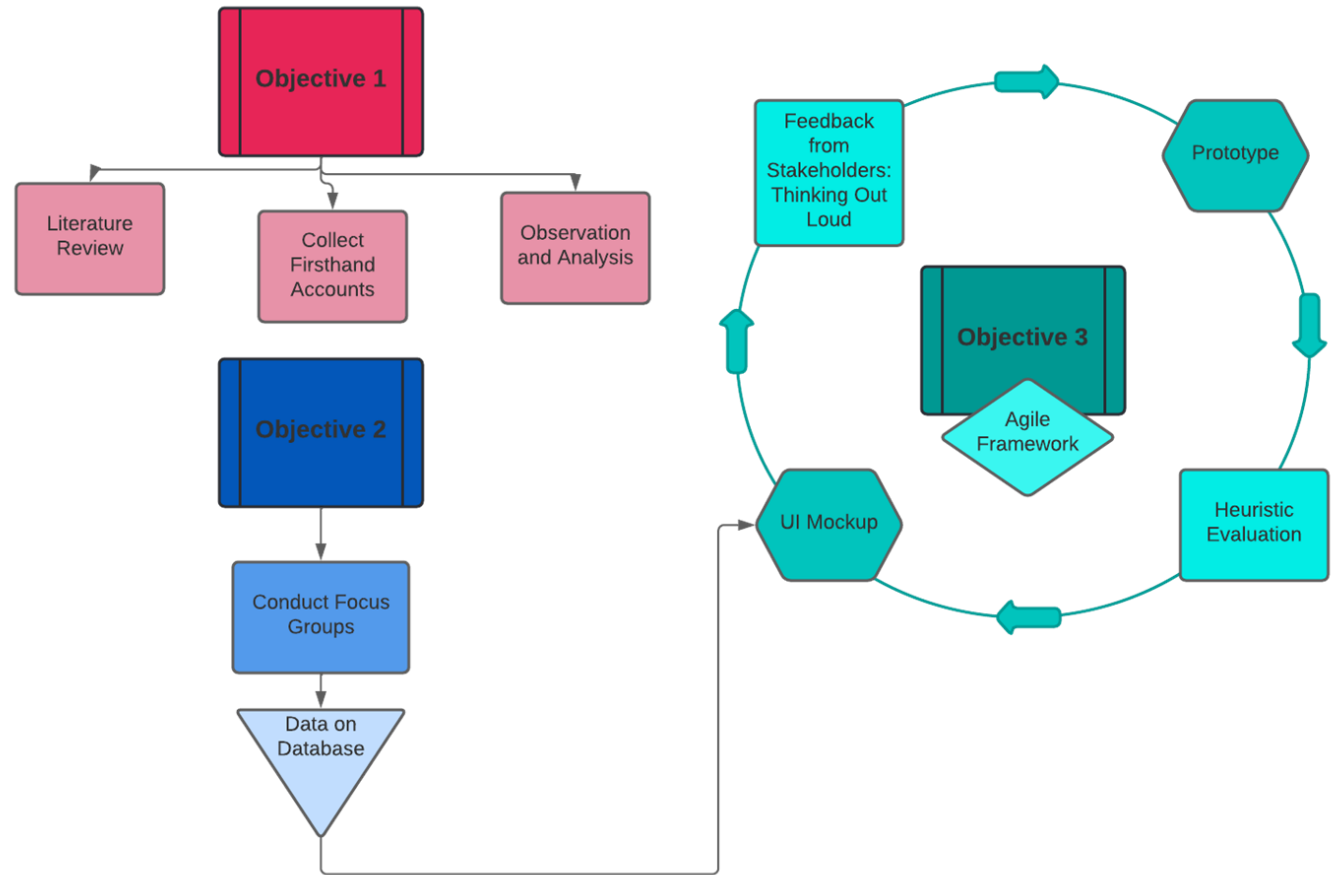 Objective 1
Literature
Review
Collect
Firsthand
Accounts
Observation
and Analysis
Objective 2
Conduct Focus
Groups
Data on
Database
Feedback
from
Stakeholders:
Thinking Out
Loud
Prototype
Objective 3
Agile
Framework
UI Mockup
Heuristic
Evaluation